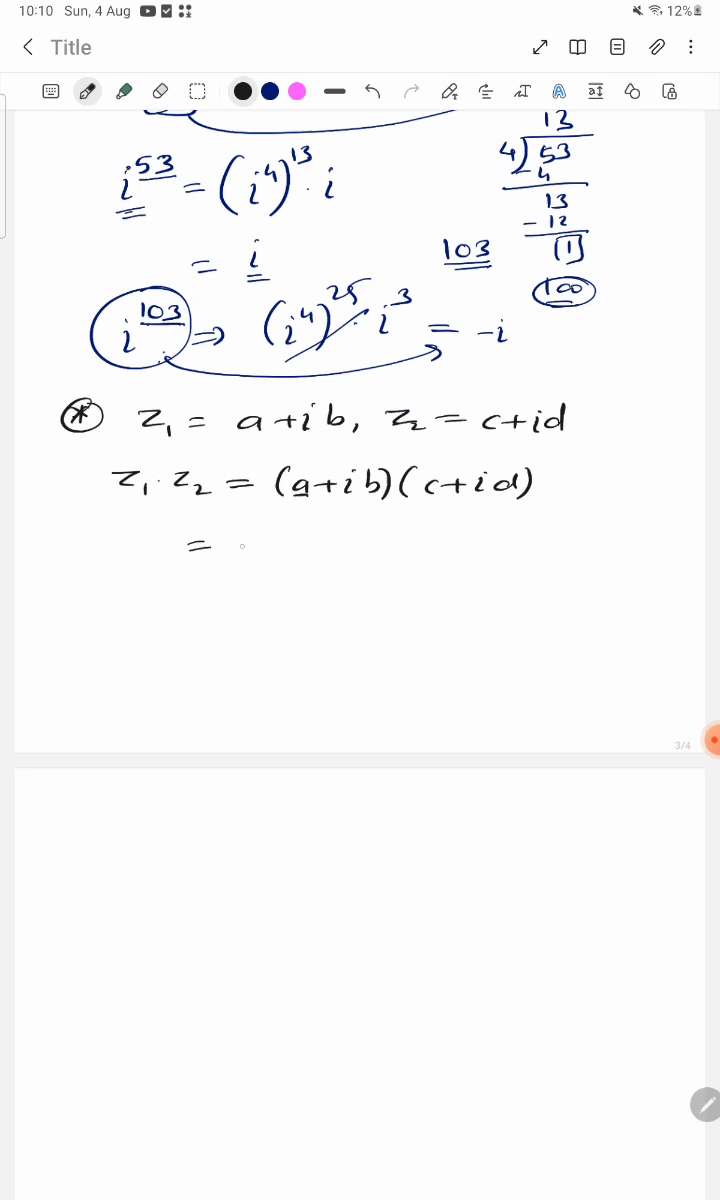 10:10 Sun, 4 Aug 12%
Title
13
i^53 = (i^4)^13 · i
4) 53
4
13
- 12
1
= i
103
100
i^103 ⇒ (i^4)^25 · i^3 = -i
* z₁ = a+ib, z₂ = c+id
z₁·z₂ = (a+ib)(c+id)
=
3/4